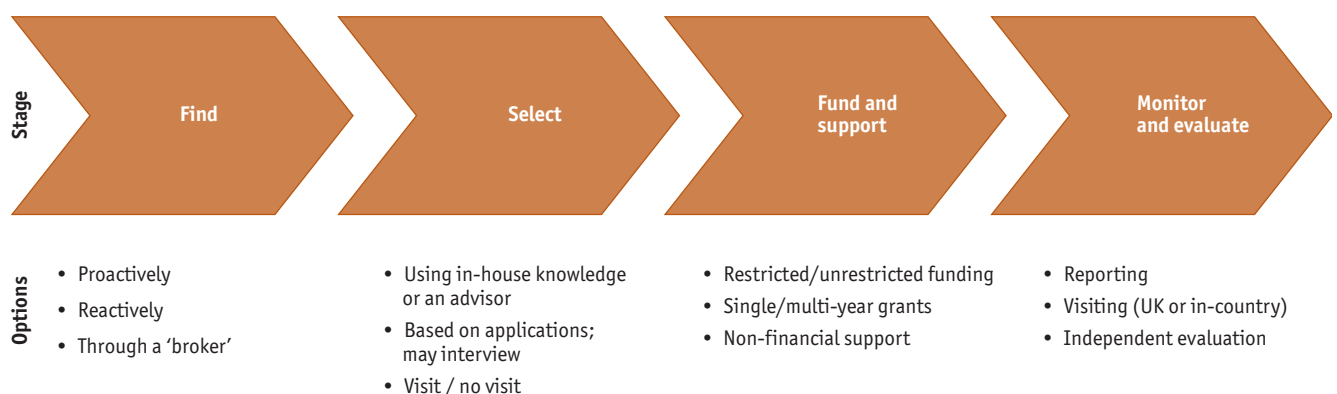 Stage
Find
Select
Fund and
support
Monitor
and evaluate
Options
• Proactively
• Reactively
• Through a ‘broker’
• Using in-house knowledge
or an advisor
• Based on applications;
may interview
• Visit / no visit
• Restricted/unrestricted funding
• Single/multi-year grants
• Non-financial support
• Reporting
• Visiting (UK or in-country)
• Independent evaluation